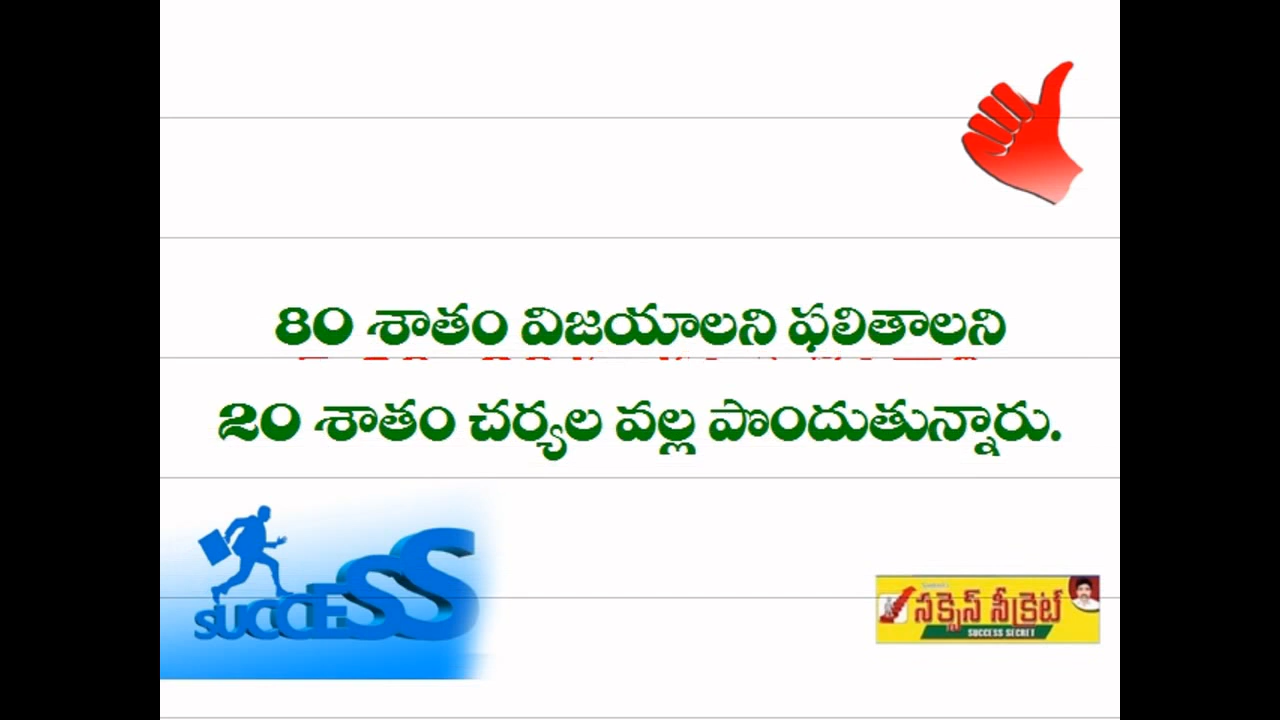 80 శాతం విజయాలని ఫలితాలని
20 శాతం చర్యల వల్ల పొందుతున్నారు.
SUCCESS
సక్సెస్ సీక్రెట్
SUCCESS SECRET